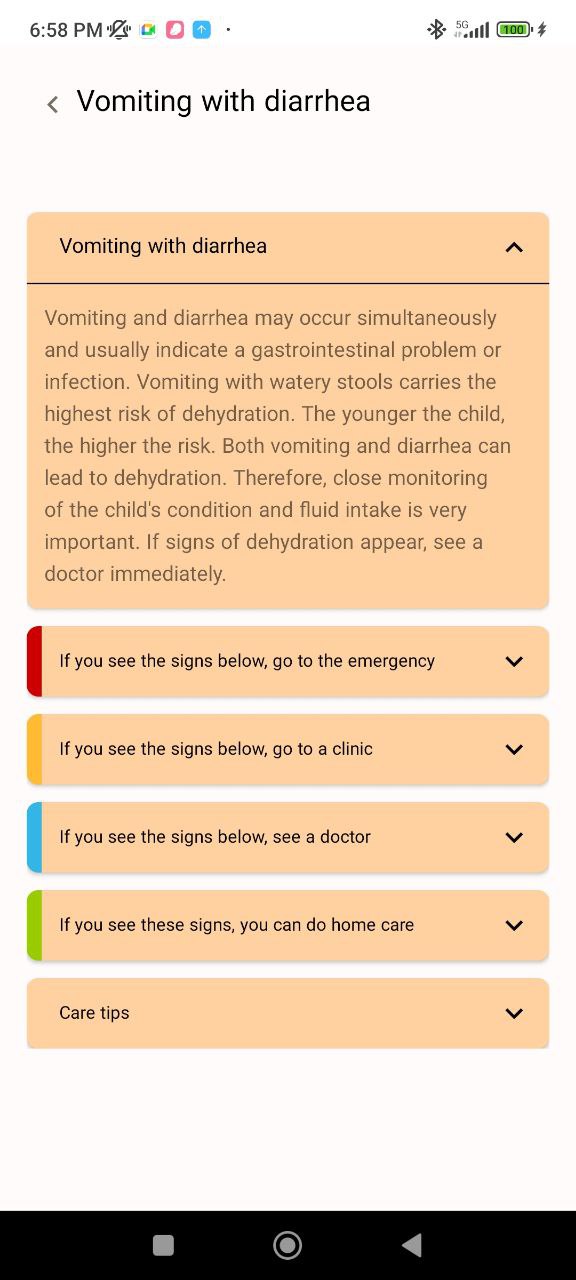 6:58 PM
5G
100
Vomiting with diarrhea
Vomiting with diarrhea
Vomiting and diarrhea may occur simultaneously
and usually indicate a gastrointestinal problem or
infection. Vomiting with watery stools carries the
highest risk of dehydration. The younger the child,
the higher the risk. Both vomiting and diarrhea can
lead to dehydration. Therefore, close monitoring
of the child's condition and fluid intake is very
important. If signs of dehydration appear, see a
doctor immediately.
If you see the signs below, go to the emergency
If you see the signs below, go to a clinic
If you see the signs below, see a doctor
If you see these signs, you can do home care
Care tips